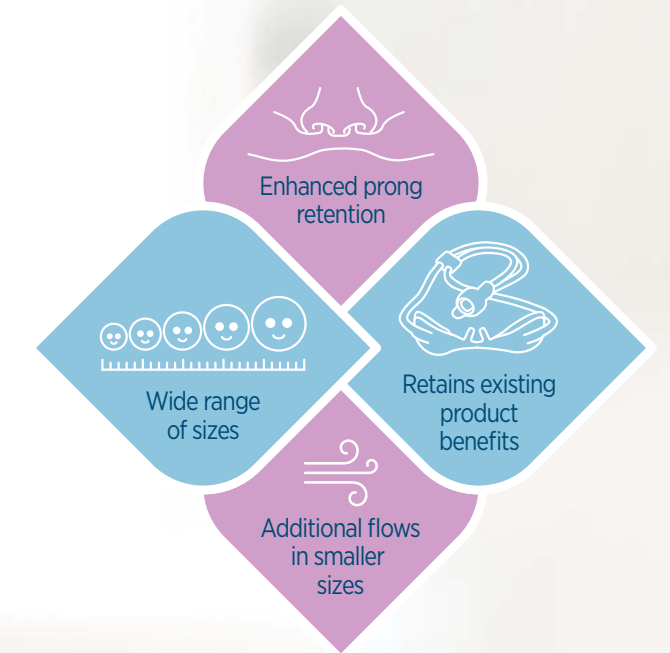 Enhanced prong
retention
Wide range
of sizes
Retains existing
product
benefits
Additional flows
in smaller
sizes